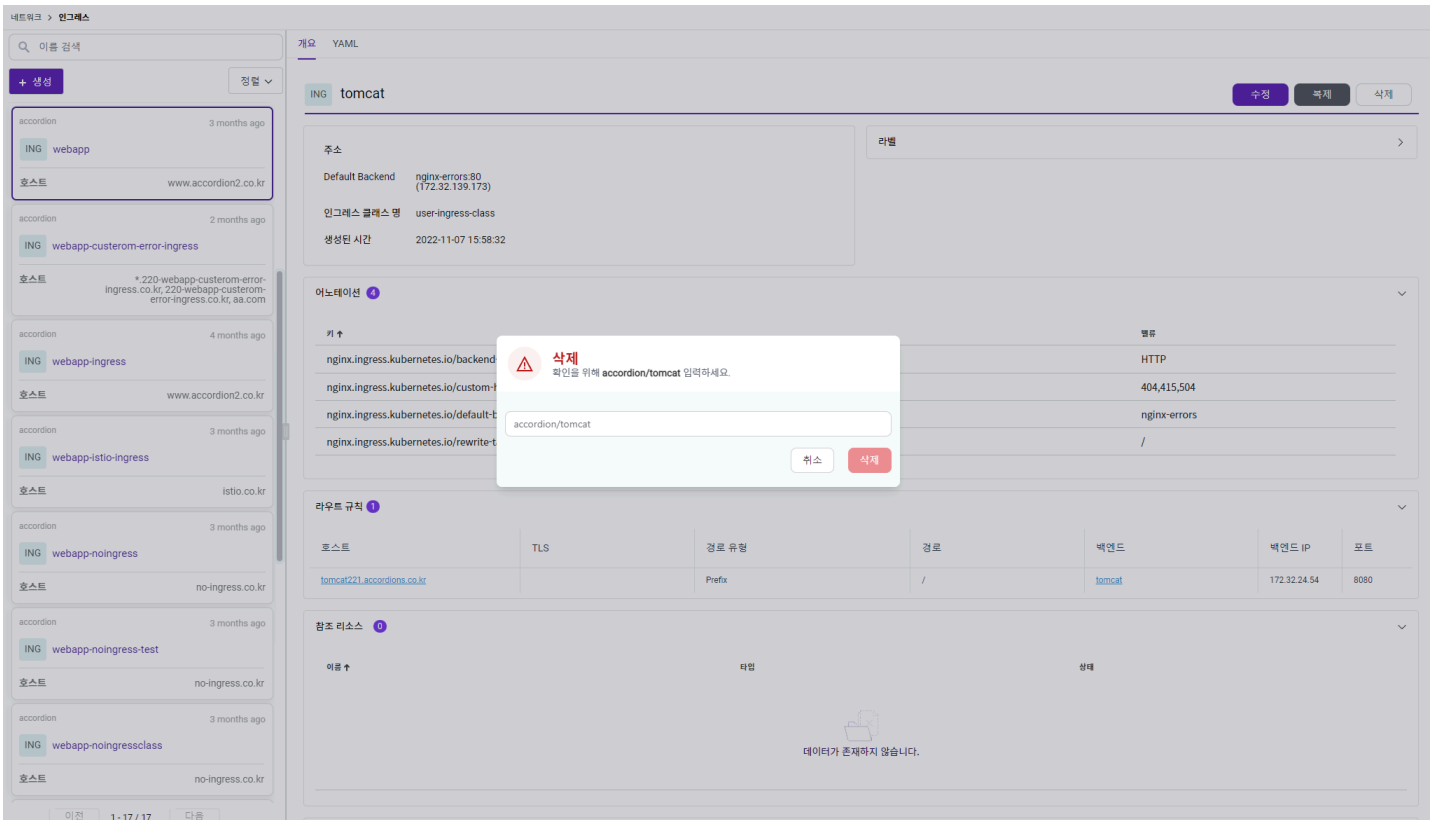 네트워크 > 인그레스
이름 검색
+ 생성
정렬
accordion 3 months ago
ING webapp
호스트 www.accordion2.co.kr
accordion 2 months ago
ING webapp-custerom-error-ingress
호스트 *.220-webapp-custerom-error-
ingress.co.kr, 220-webapp-custerom-
error-ingress.co.kr, aa.com
accordion 4 months ago
ING webapp-ingress
호스트 www.accordion2.co.kr
accordion 3 months ago
ING webapp-istio-ingress
호스트 istio.co.kr
accordion 3 months ago
ING webapp-noingress
호스트 no-ingress.co.kr
accordion 3 months ago
ING webapp-noingress-test
호스트 no-ingress.co.kr
accordion 3 months ago
ING webapp-noingressclass
호스트 no-ingress.co.kr
이전 1 - 17 / 17 다음
개요 YAML
ING tomcat
수정 복제 삭제
주소
Default Backend nginx-errors:80
(172.32.139.173)
인그레스 클래스 명 user-ingress-class
생성된 시간 2022-11-07 15:58:32
라벨
어노테이션 4
키 밸류
nginx.ingress.kubernetes.io/backend- HTTP
nginx.ingress.kubernetes.io/custom-h 404,415,504
nginx.ingress.kubernetes.io/default-b nginx-errors
nginx.ingress.kubernetes.io/rewrite-t /
삭제
확인을 위해 accordion/tomcat 입력하세요.
accordion/tomcat
취소 삭제
라우트 규칙 1
호스트 TLS 경로 유형 경로 백엔드 백엔드 IP 포트
tomcat221.accordions.co.kr Prefix / tomcat 172.32.24.54 8080
참조 리소스 0
이름 타입 상태
데이터가 존재하지 않습니다.